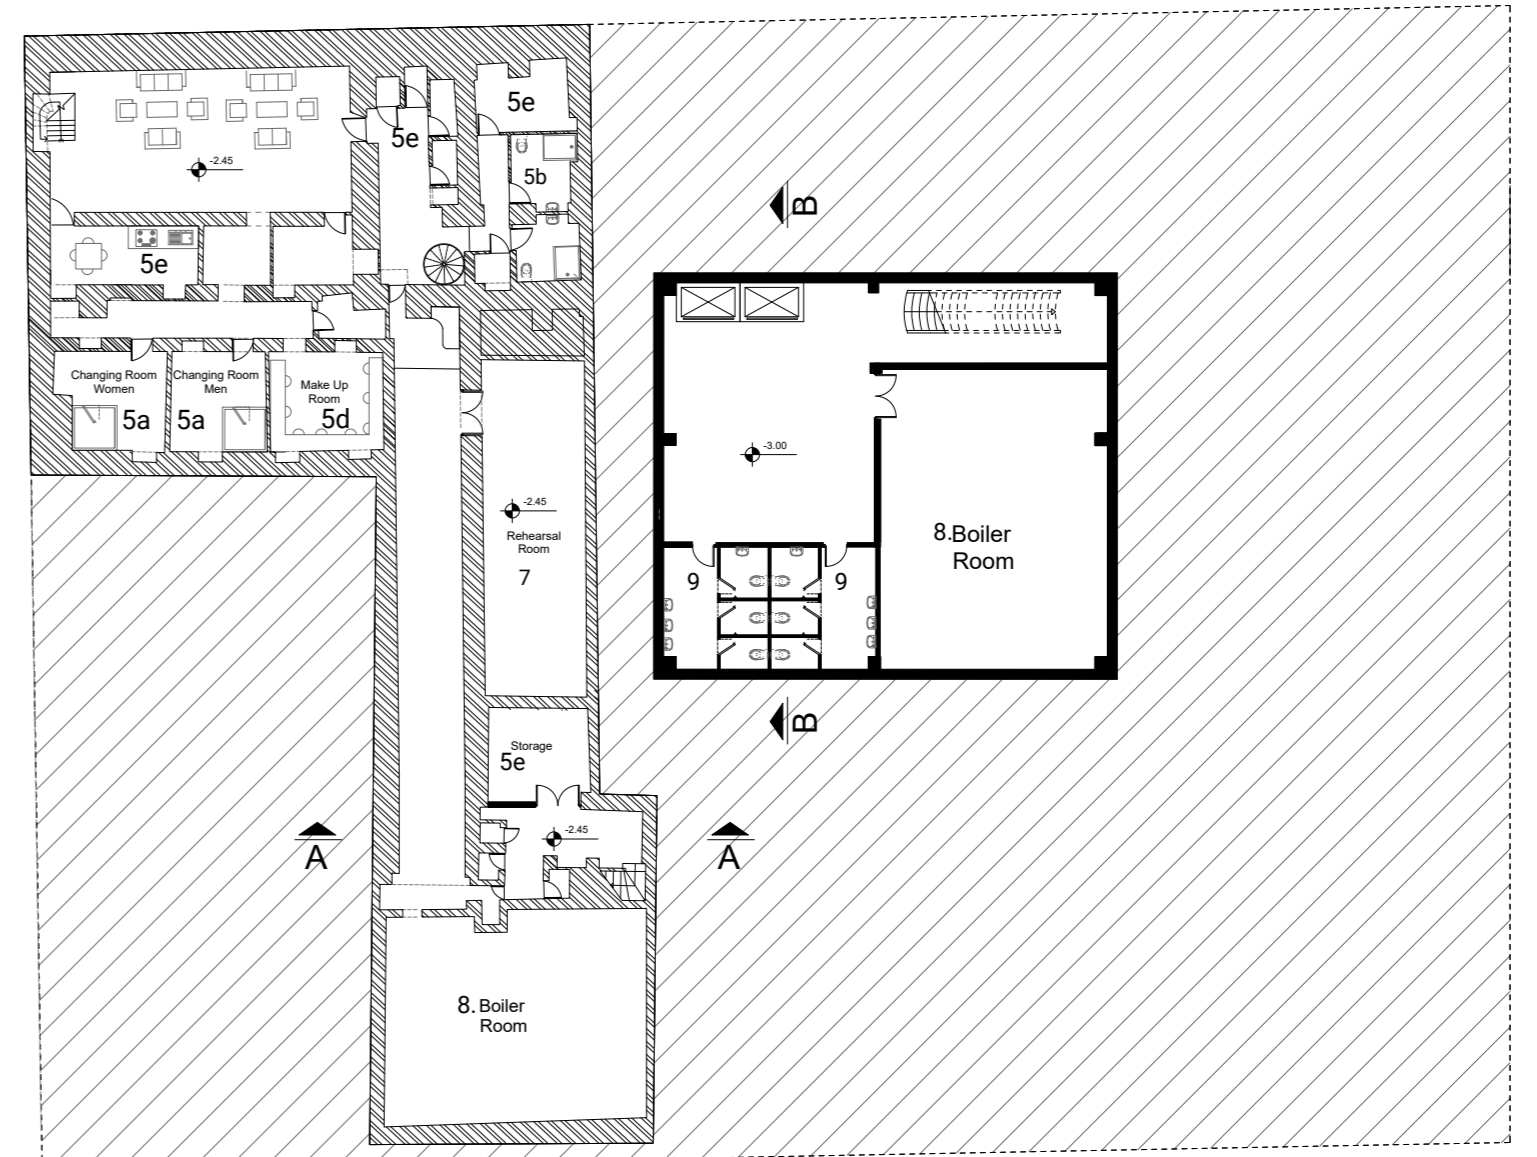 5e
5e
-2.45
5b
B
5e
Changing Room
Women
5a
Changing Room
Men
5a
Make Up
Room
5d
-3.00
-2.45
Rehearsal
Room
7
8.Boiler
Room
9
9
B
Storage
5e
-2.45
A
A
8. Boiler
Room